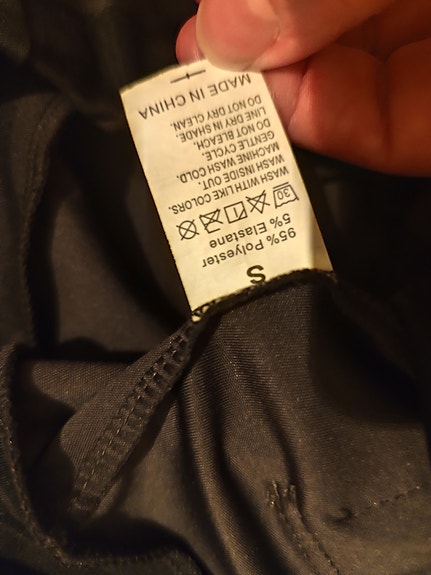 S
95% Polyester
5% Elastane
30
WASH WITH LIKE COLORS.
WASH INSIDE OUT.
MACHINE WASH COLD.
GENTLE CYCLE.
DO NOT BLEACH.
LINE DRY IN SHADE.
DO NOT DRY CLEAN.
MADE IN CHINA